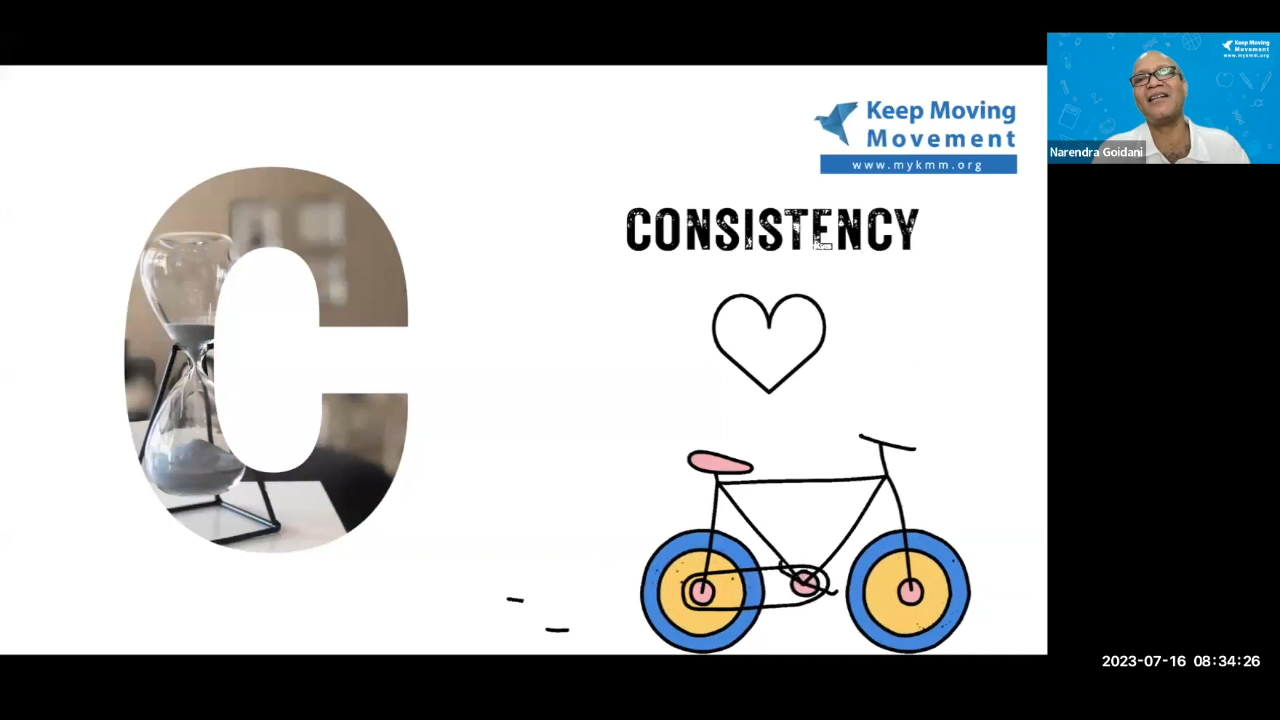 C
Keep Moving
Movement
www.mykmm.org
CONSISTENCY
Keep Moving
Movement
www.mykmm.org
Narendra Goidani
2023-07-16 08:34:26